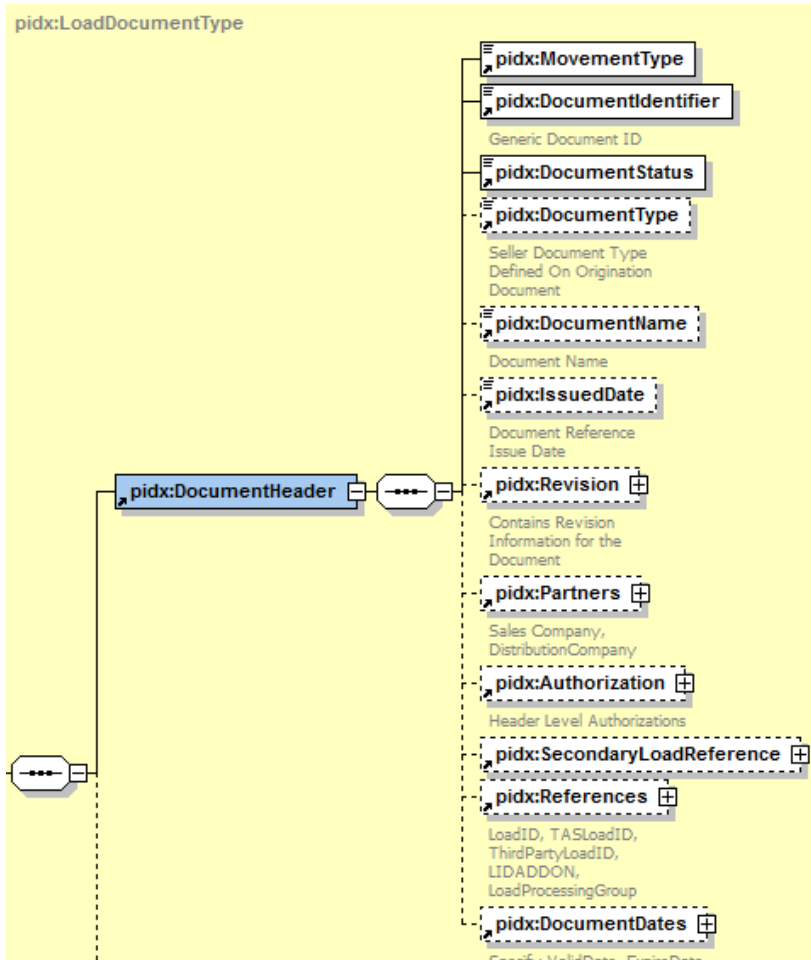 pidx:LoadDocumentType
pidx:MovementType
pidx:DocumentIdentifier
Generic Document ID
pidx:DocumentStatus
pidx:DocumentType
Seller Document Type
Defined On Origination
Document
pidx:DocumentName
Document Name
pidx:IssuedDate
Document Reference
Issue Date
pidx:DocumentHeader
pidx:Revision
Contains Revision
Information for the
Document
pidx:Partners
Sales Company,
DistributionCompany
pidx:Authorization
Header Level Authorizations
pidx:SecondaryLoadReference
pidx:References
LoadID, TASLoadID,
ThirdPartyLoadID,
LIDADDON,
LoadProcessingGroup
pidx:DocumentDates
Specify ValidDate, ExpireDate